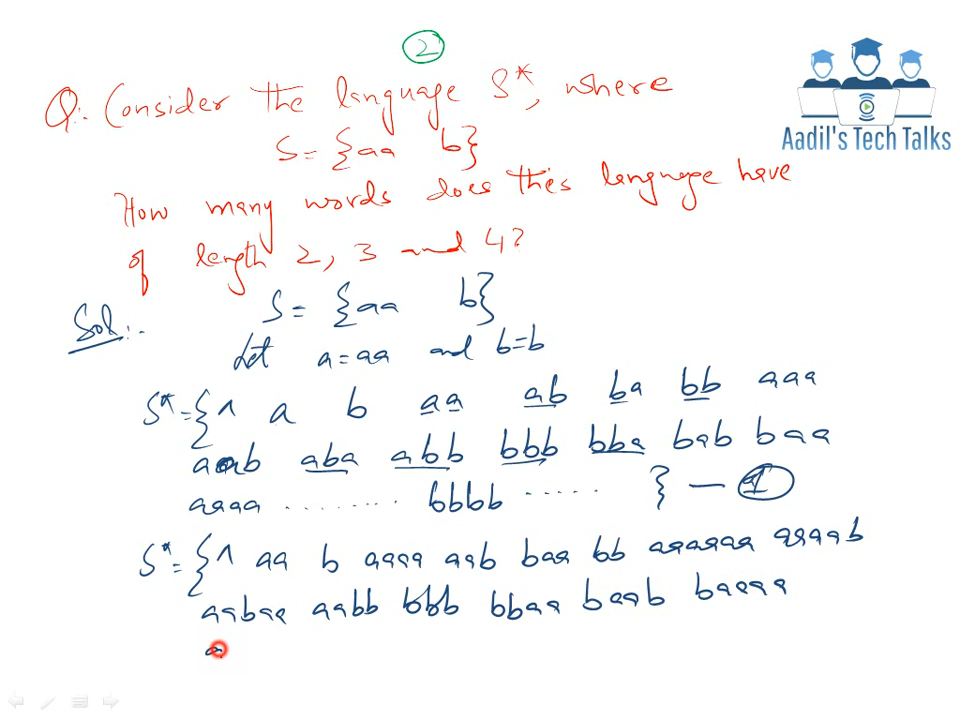 2
Q:. Consider the language S*, where
S = {aa b}
How many words does this language have
of length 2, 3 and 4?
Aadil's Tech Talks
Sol:- S = {aa b}
Let a=aa and b=b
S*={ʌ a b aa ab ba bb aaa
aab aba abb bbb bba bab baa
aaaa ........ bbbb ...... } — 1
S*={ʌ aa b aaaa aab baa bb aaaaaa aaaab
aabaa aabb bbb bbaa baab baaaa
a